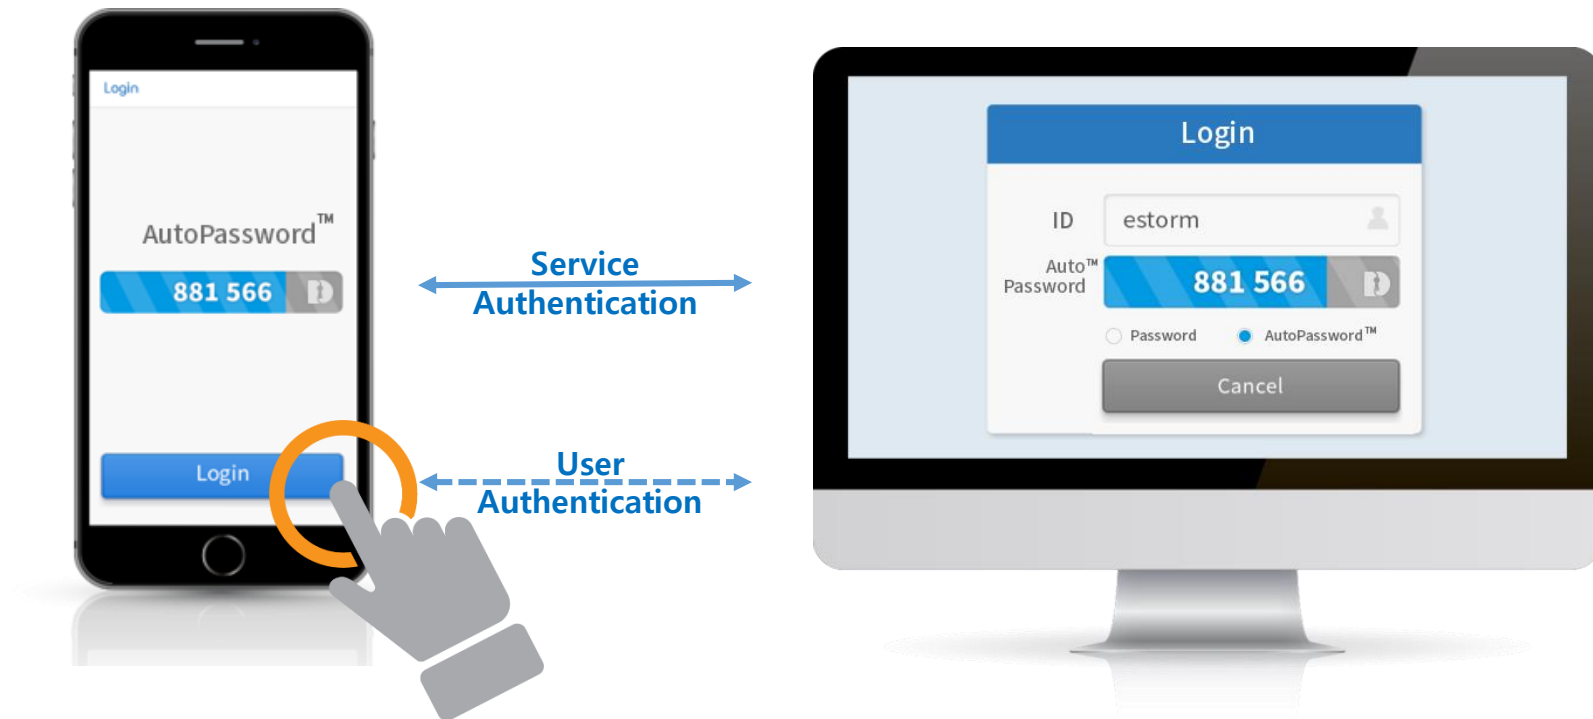 Login
AutoPassword™
881 566
Login
Service
Authentication
User
Authentication
Login
ID estorm
Auto™
Password
881 566
Password AutoPassword™
Cancel